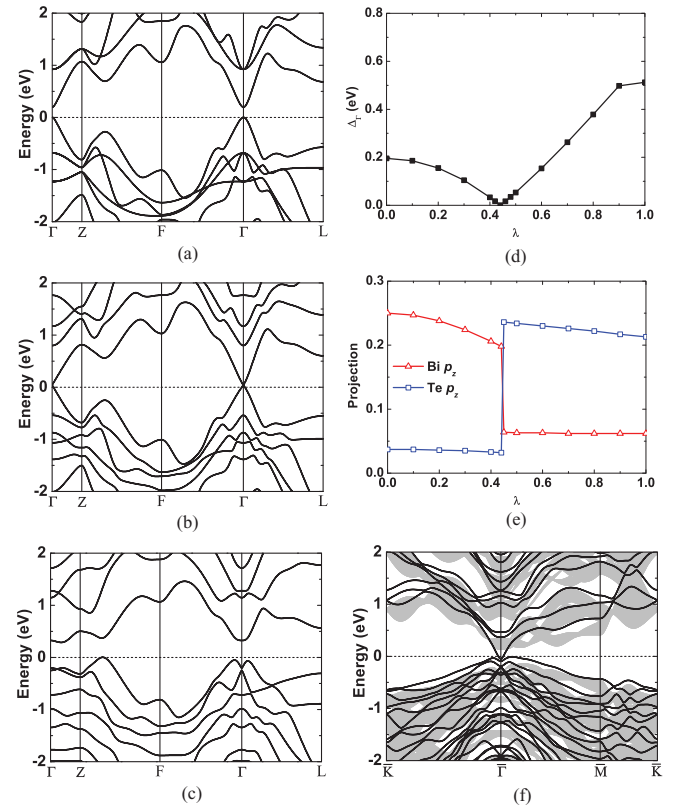 2
1
0
-1
-2
Energy (eV)
Γ Z F Γ L
(a)
0.8
0.6
0.4
0.2
0.0
Δ_Γ (eV)
0.0 0.2 0.4 0.6 0.8 1.0
λ
(d)
2
1
0
-1
-2
Energy (eV)
Γ Z F Γ L
(b)
0.3
0.2
0.1
0.0
Projection
Bi p_z
Te p_z
0.0 0.2 0.4 0.6 0.8 1.0
λ
(e)
2
1
0
-1
-2
Energy (eV)
Γ Z F Γ L
(c)
2
1
0
-1
-2
Energy (eV)
K̅ Γ̅ M̅ K̅
(f)